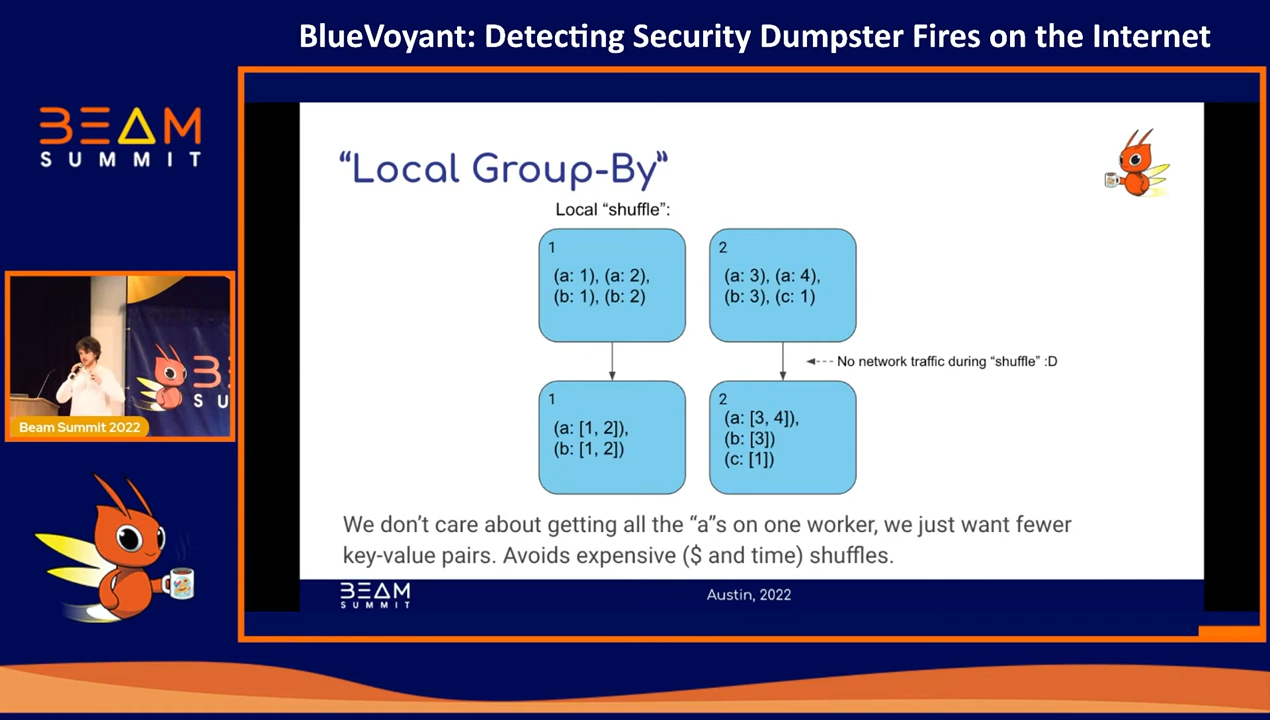 BlueVoyant: Detecting Security Dumpster Fires on the Internet
BEAM
SUMMIT
“Local Group-By”
Local “shuffle”:
1
(a: 1), (a: 2),
(b: 1), (b: 2)
2
(a: 3), (a: 4),
(b: 3), (c: 1)
No network traffic during “shuffle” :D
1
(a: [1, 2]),
(b: [1, 2])
2
(a: [3, 4]),
(b: [3])
(c: [1])
We don’t care about getting all the “a”s on one worker, we just want fewer
key-value pairs. Avoids expensive ($ and time) shuffles.
BEAM
SUMMIT
Austin, 2022
B
S U
Beam Summit 2022